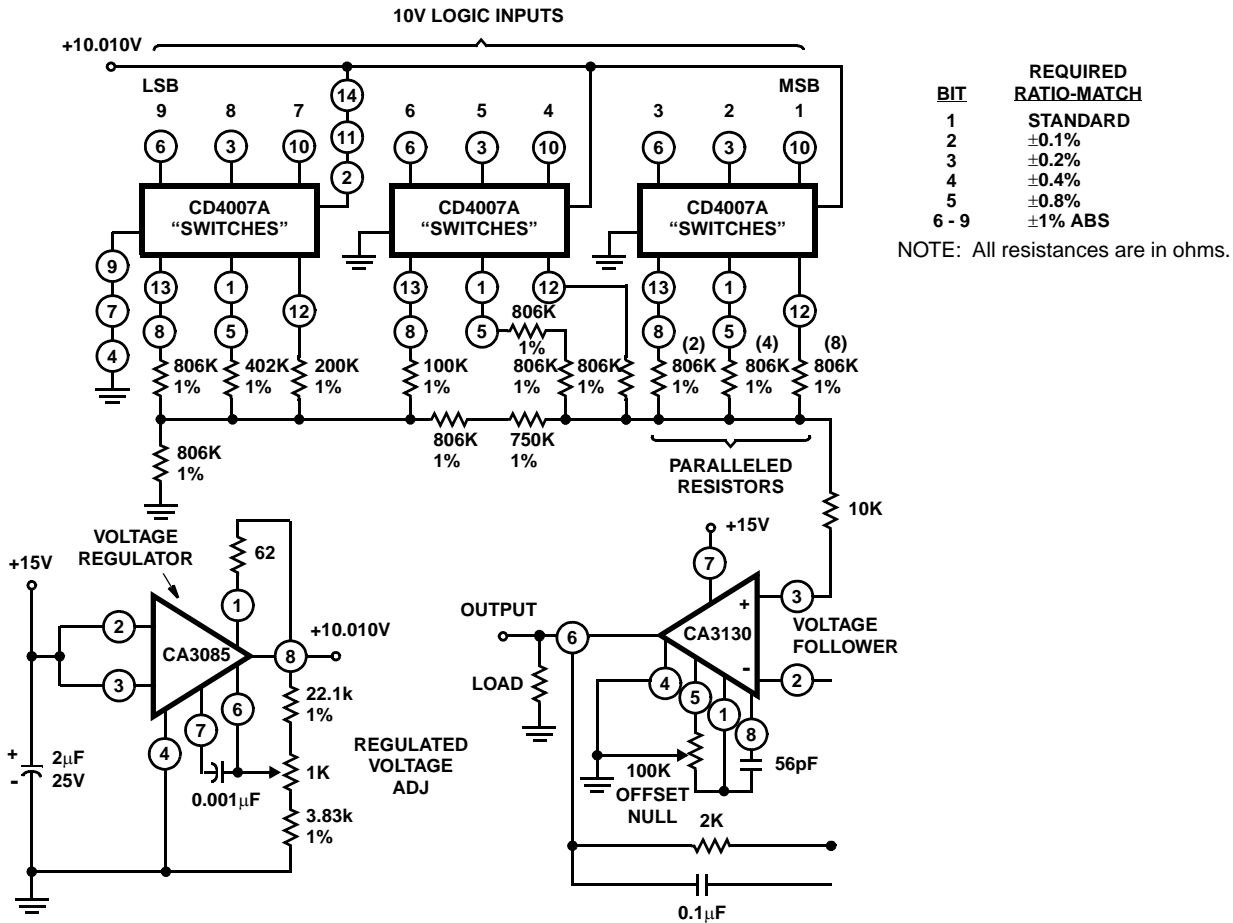 10V LOGIC INPUTS
+10.010V
LSB
MSB
9 8 7 6 5 4 3 2 1
14
11
2
6 3 10 6 3 10 6 3 10
CD4007A
“SWITCHES”
CD4007A
“SWITCHES”
CD4007A
“SWITCHES”
9
7
4
13 1 12 13 1 12 13 1 12
8 5 8 5 8 5
806K
1%
402K
1%
200K
1%
100K
1%
806K
1%
806K
1%
806K
1%
(2)
806K
1%
(4)
806K
1%
(8)
806K
1%
806K
1%
750K
1%
806K
1%
PARALLELED
RESISTORS
10K
BIT
REQUIRED
RATIO-MATCH
1 STANDARD
2 ±0.1%
3 ±0.2%
4 ±0.4%
5 ±0.8%
6 - 9 ±1% ABS
NOTE: All resistances are in ohms.
VOLTAGE
REGULATOR
+15V
62
1
2
3
CA3085
8
+10.010V
7
6
4
22.1k
1%
1K
3.83k
1%
0.001μF
+
-
2μF
25V
REGULATED
VOLTAGE
ADJ
+15V
7
OUTPUT
6
LOAD
CA3130
+
-
3
2
VOLTAGE
FOLLOWER
4
5
1
8
100K
OFFSET
NULL
56pF
2K
0.1μF